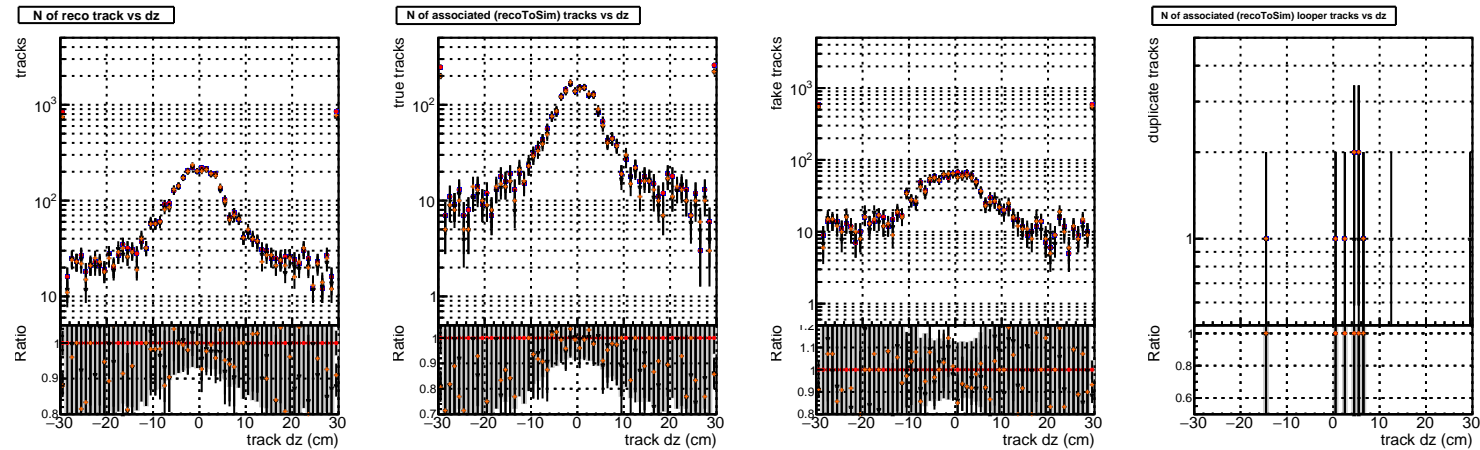 N of reco track vs dz
tracks
10³
10²
10
Ratio
1
0.9
0.8
−30 −20 −10 0 10 20 30
track dz (cm)
N of associated (recoToSim) tracks vs dz
true tracks
10²
10
1
Ratio
1
0.9
0.8
0.7
−30 −20 −10 0 10 20 30
track dz (cm)
fake tracks
10³
10²
10
1
Ratio
1.2
1.1
1
0.9
0.8
−30 −20 −10 0 10 20 30
track dz (cm)
N of associated (recoToSim) looper tracks vs dz
duplicate tracks
1
Ratio
1
0.8
0.6
−30 −20 −10 0 10 20 30
track dz (cm)